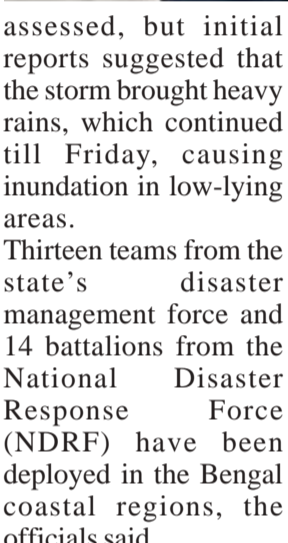 assessed, but initial
reports suggested that
the storm brought heavy
rains, which continued
till Friday, causing
inundation in low-lying
areas.
Thirteen teams from the
state's disaster
management force and
14 battalions from the
National Disaster
Response Force
(NDRF) have been
deployed in the Bengal
coastal regions, the
officials said